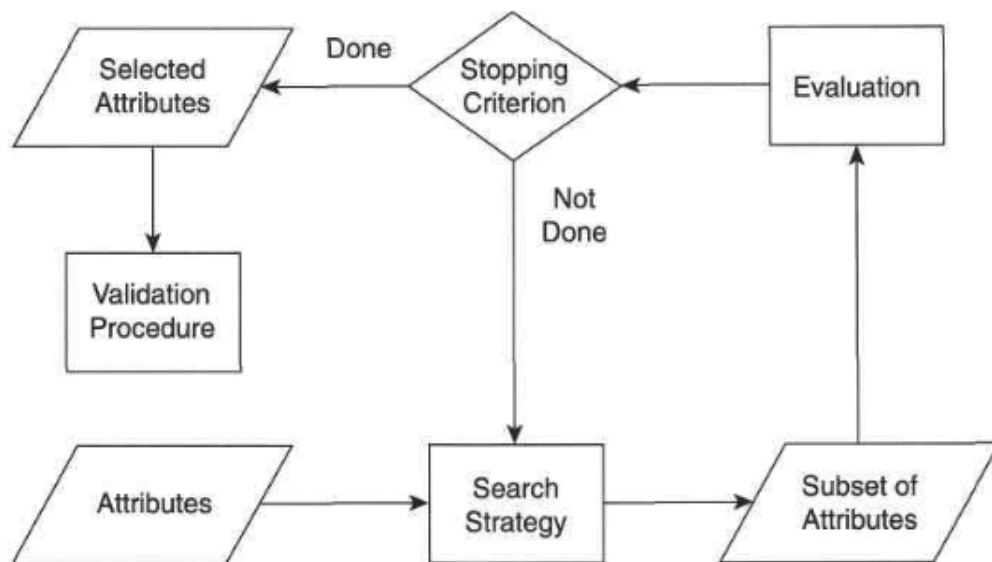 Selected
Attributes
Done
Stopping
Criterion
Evaluation
Not
Done
Validation
Procedure
Attributes
Search
Strategy
Subset of
Attributes